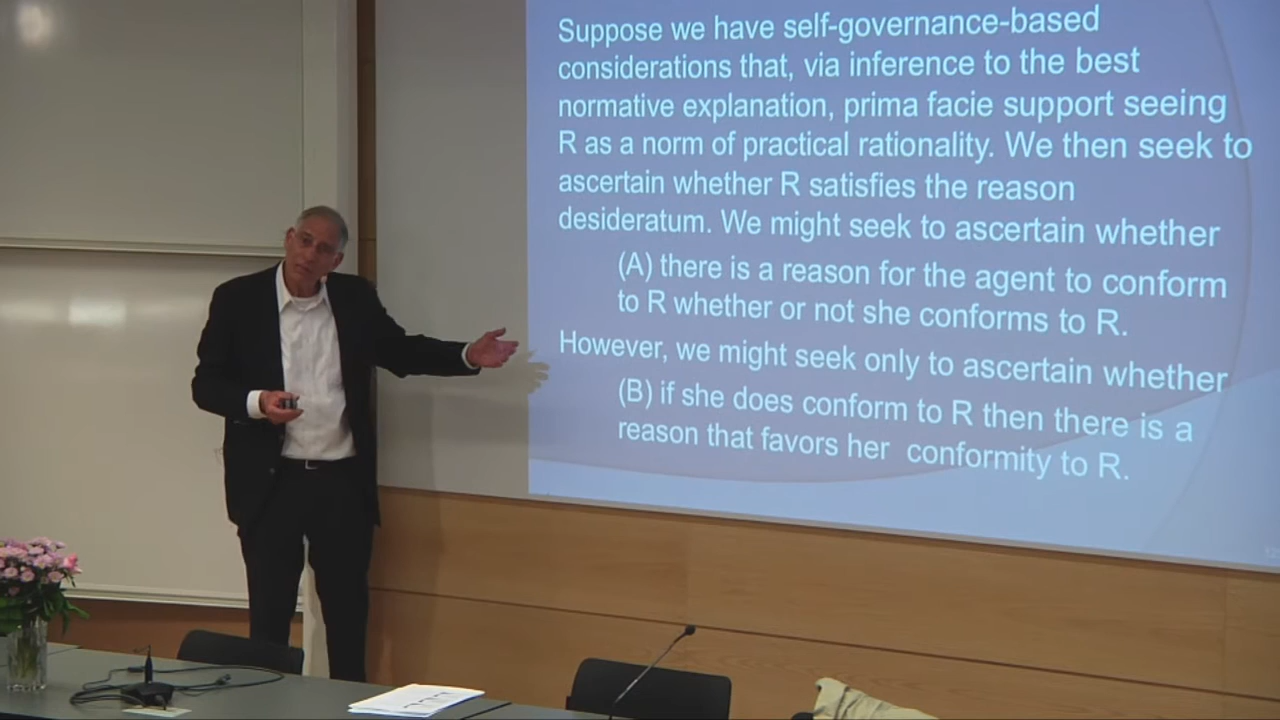 Suppose we have self-governance-based
considerations that, via inference to the best
normative explanation, prima facie support seeing
R as a norm of practical rationality. We then seek to
ascertain whether R satisfies the reason
desideratum. We might seek to ascertain whether
(A) there is a reason for the agent to conform
to R whether or not she conforms to R.
However, we might seek only to ascertain whether
(B) if she does conform to R then there is a
reason that favors her conformity to R.